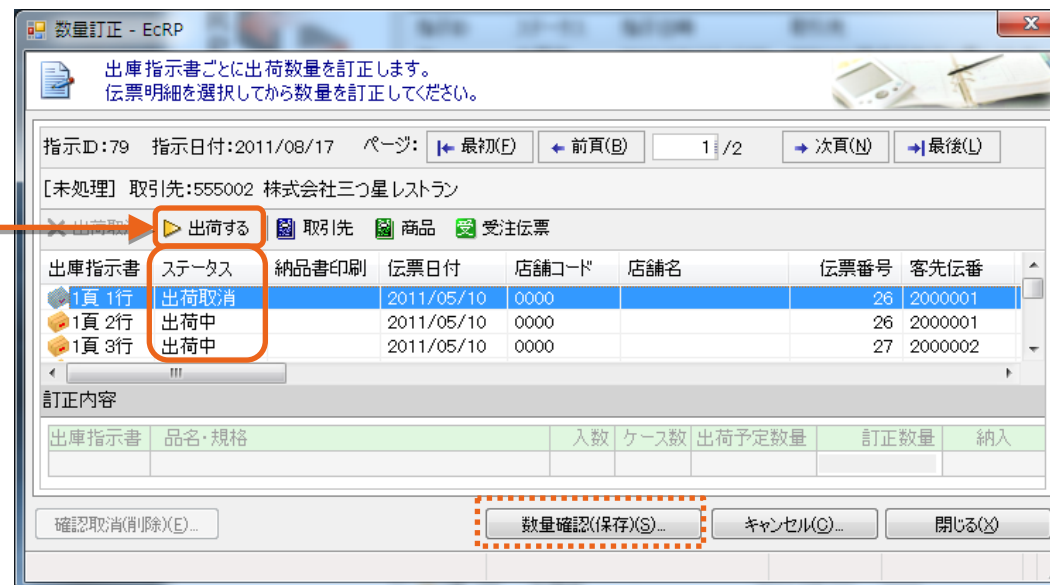 数量訂正 - EcRP
出庫指示書ごとに出荷数量を訂正します。
伝票明細を選択してから数量を訂正してください。
指示ID:79 指示日付:2011/08/17 ページ: 最初(F) 前頁(B) 1 /2 次頁(N) 最後(L)
[未処理] 取引先:555002 株式会社三つ星レストラン
出荷取消 出荷する 取引先 商品 受 受注伝票
出庫指示書 ステータス 納品書印刷 伝票日付 店舗コード 店舗名 伝票番号 客先伝番
1頁 1行 出荷取消 2011/05/10 0000 26 2000001
1頁 2行 出荷中 2011/05/10 0000 26 2000001
1頁 3行 出荷中 2011/05/10 0000 27 2000002
訂正内容
出庫指示書 品名・規格 入数 ケース数 出荷予定数量 訂正数量 納入
確認取消(削除)(E)... 数量確認(保存)(S)... キャンセル(C)... 閉じる(X)